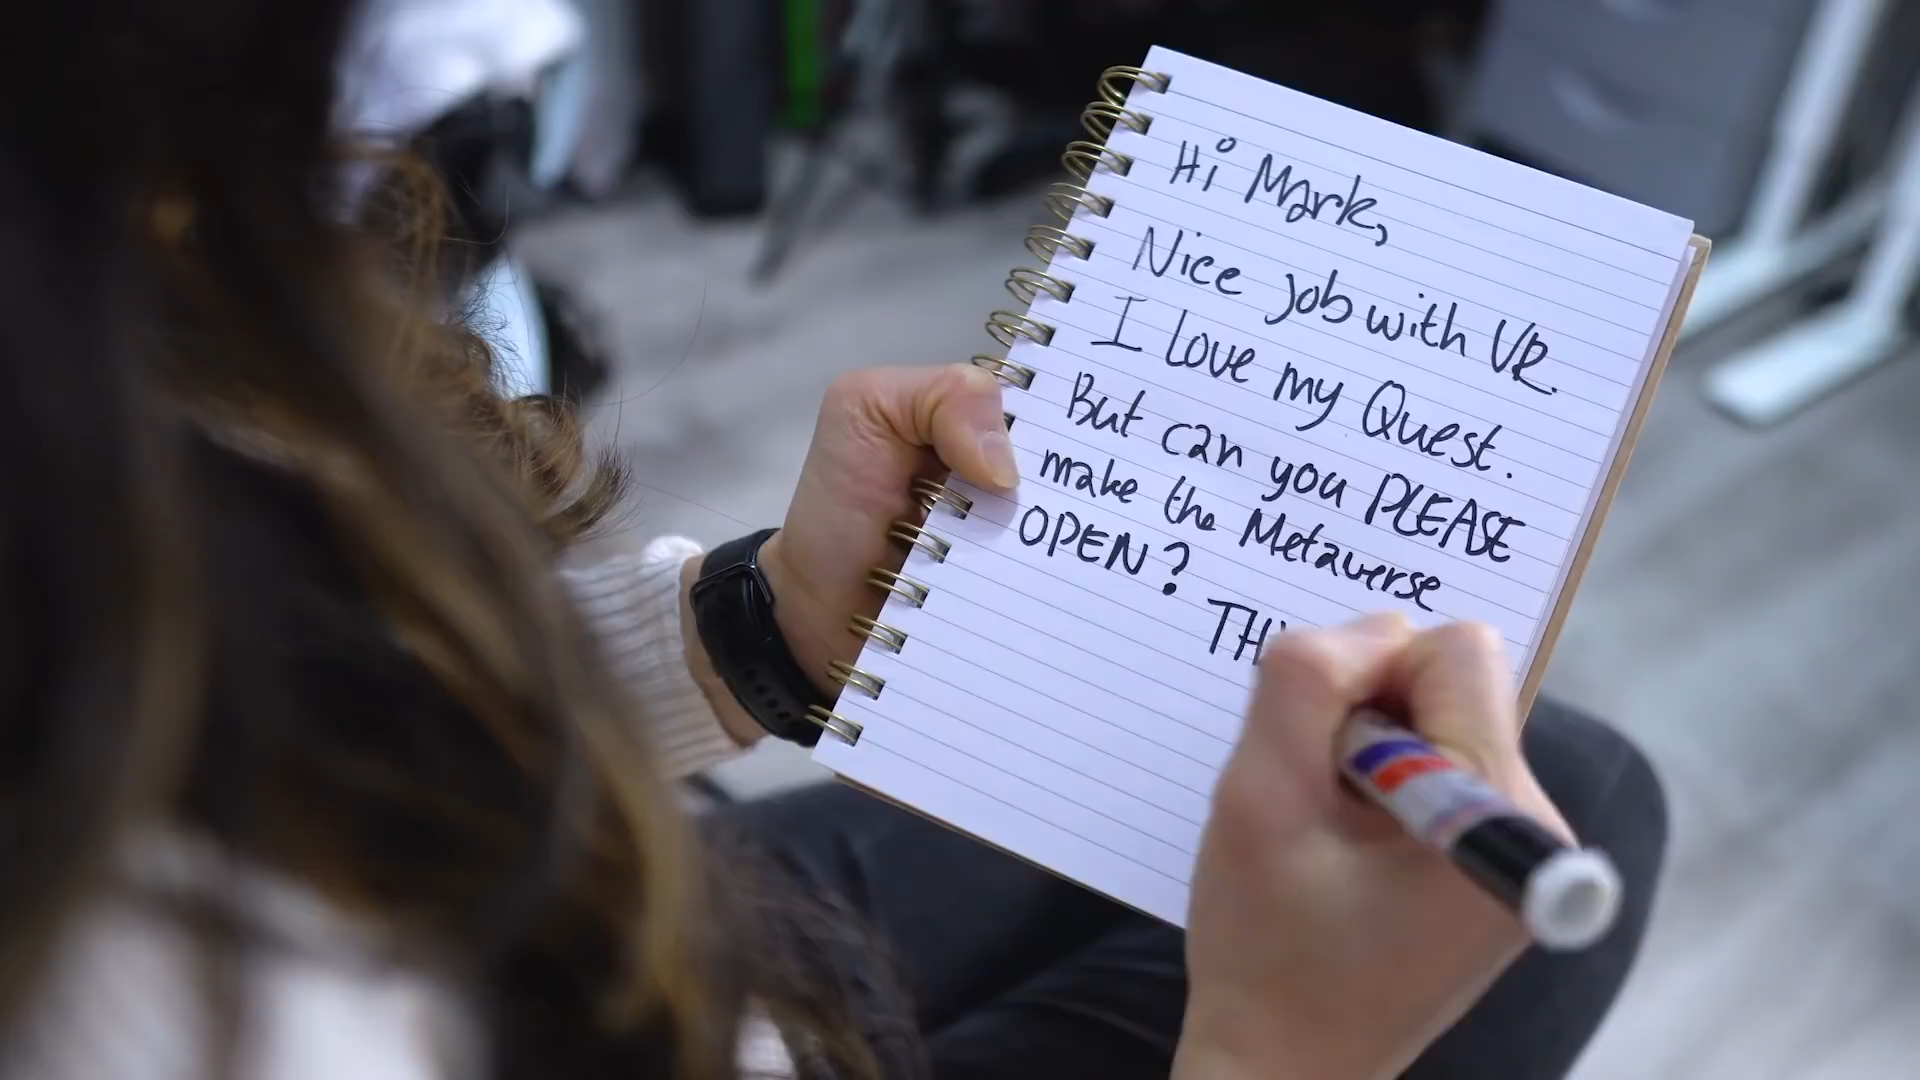 Hi Mark,
Nice job with VR.
I love my Quest.
But can you PLEASE
make the Metaverse
OPEN?